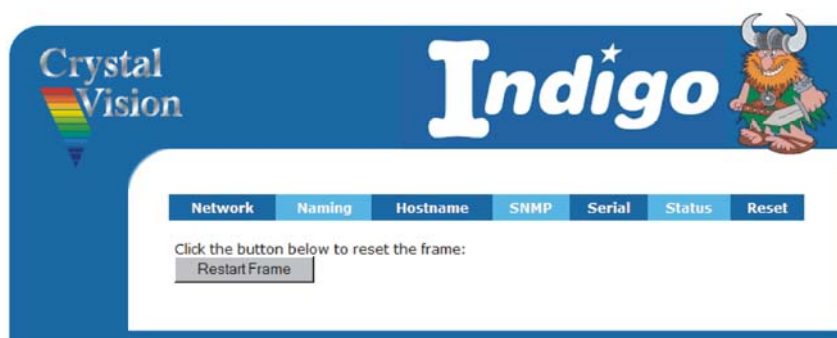 Crystal
Vision
Indigo
Network Naming Hostname SNMP Serial Status Reset
Click the button below to reset the frame:
Restart Frame